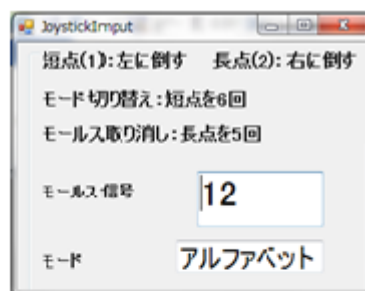 JoystickInput
短点(1):左に倒す 長点(2):右に倒す
モード切り替え:短点を6回
モールス取り消し:長点を5回
モールス信号 12
モード アルファベット